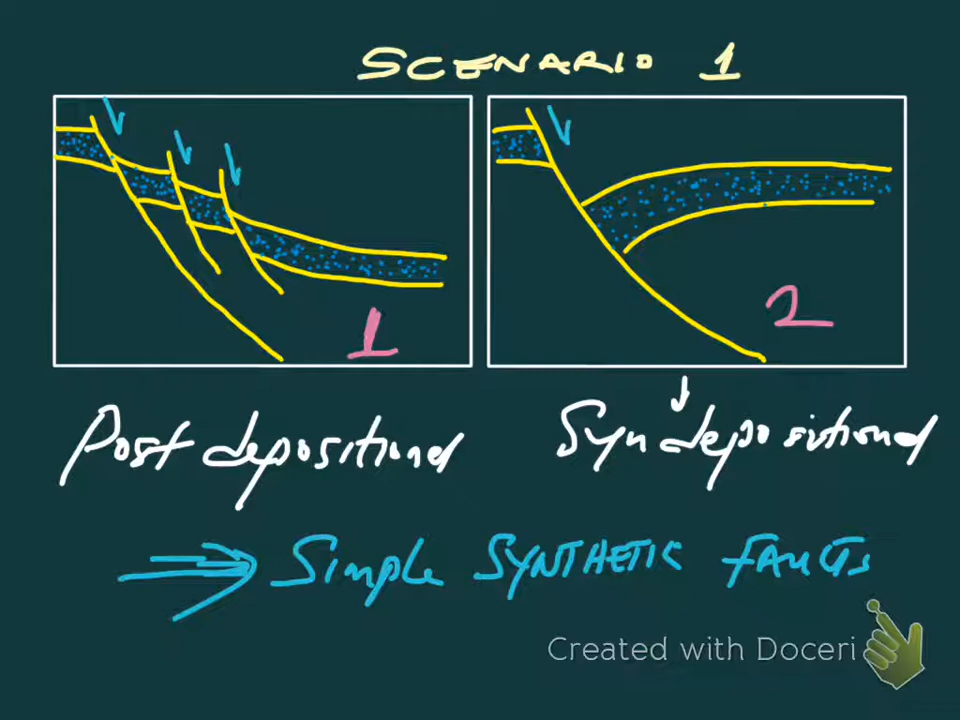 SCENARIO 1
1
2
Post depositional
Syn depositional
Simple SYNTHETIC FAULTS
Created with Doceri